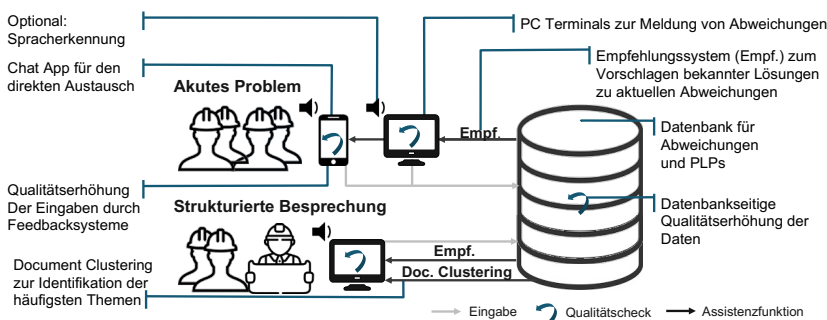 Optional:
Spracherkennung
Chat App für den
direkten Austausch
Akutes Problem
PC Terminals zur Meldung von Abweichungen
Empfehlungssystem (Empf.) zum
Vorschlagen bekannter Lösungen
zu aktuellen Abweichungen
Empf.
Datenbank für
Abweichungen
und PLPs
Qualitätserhöhung
Der Eingaben durch
Feedbacksysteme
Strukturierte Besprechung
Datenbankseitige
Qualitätserhöhung der
Daten
Document Clustering
zur Identifikation der
häufigsten Themen
Empf.
Doc. Clustering
Eingabe
Qualitätscheck
Assistenzfunktion